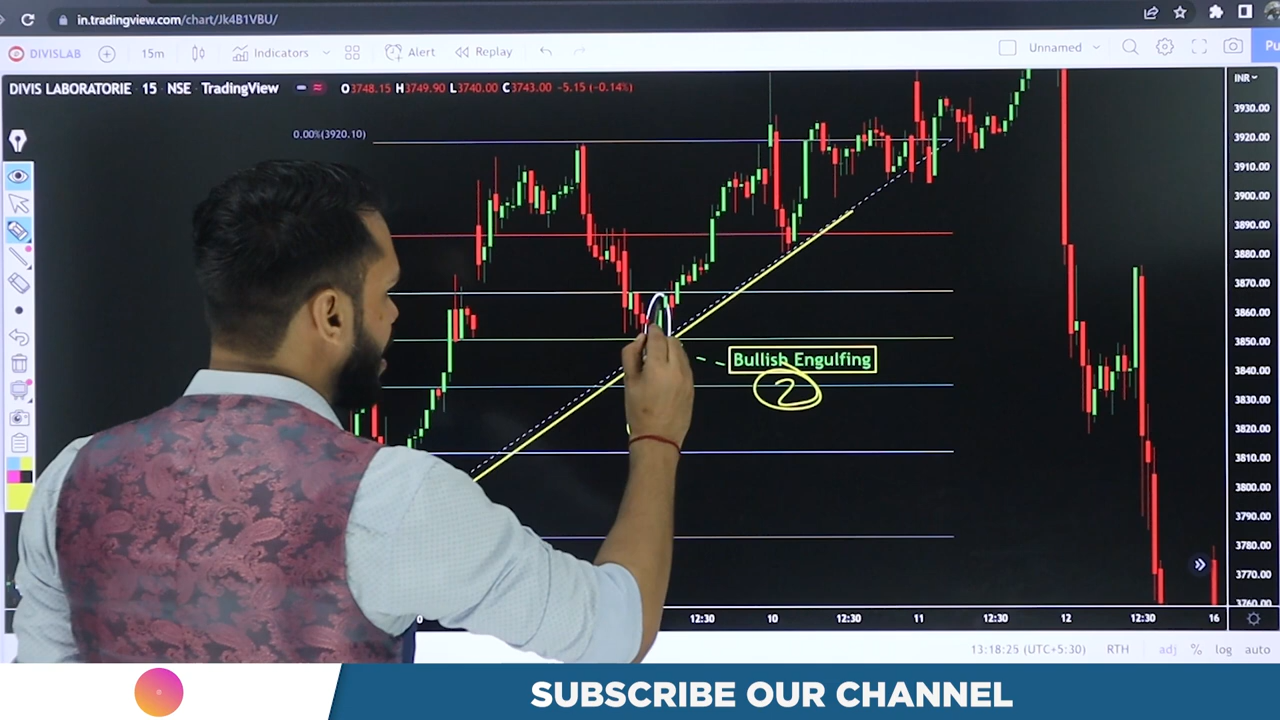 in.tradingview.com/chart/Jk4B1VBU/
DIVISLAB 15m Indicators Alert Replay Unnamed Pu
DIVIS LABORATORIE · 15 · NSE · TradingView O3748.15 H3749.90 L3740.00 C3743.00 -5.15 (-0.14%)
INR
0.00%(3920.10)
3930.00
3920.00
3910.00
3900.00
3890.00
3880.00
3870.00
3860.00
3850.00
3840.00
3830.00
3820.00
3810.00
3800.00
3790.00
3780.00
3770.00
3760.00
Bullish Engulfing
2
12:30 10 12:30 11 12:30 12 12:30 16
13:18:25 (UTC+5:30) RTH adj % log auto
SUBSCRIBE OUR CHANNEL